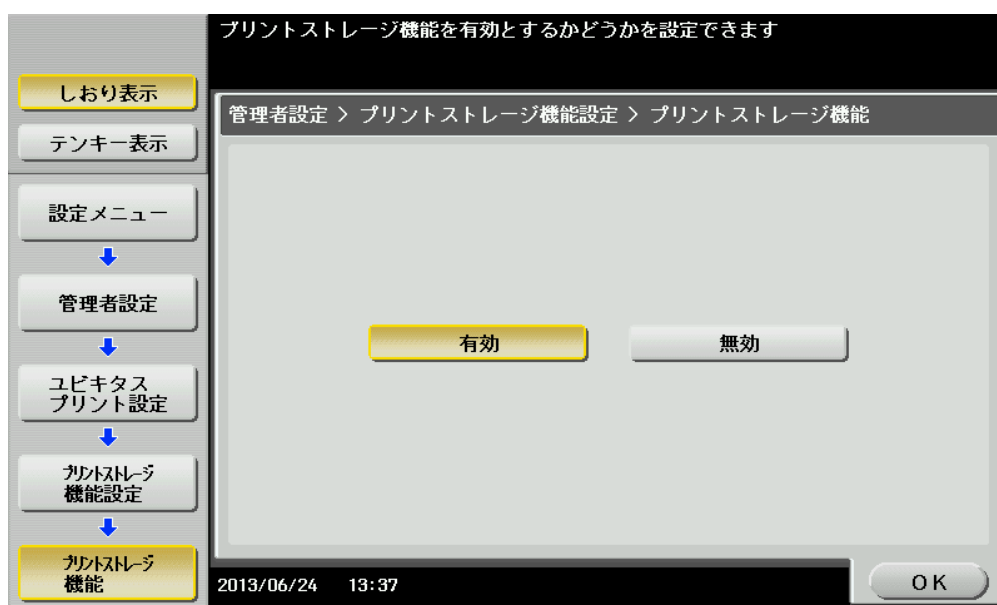 プリントストレージ機能を有効とするかどうかを設定できます
しおり表示
テンキー表示
管理者設定 > プリントストレージ機能設定 > プリントストレージ機能
設定メニュー
管理者設定
ユビキタス
プリント設定
プリントストレージ
機能設定
プリントストレージ
機能
有効
無効
2013/06/24 13:37
OK